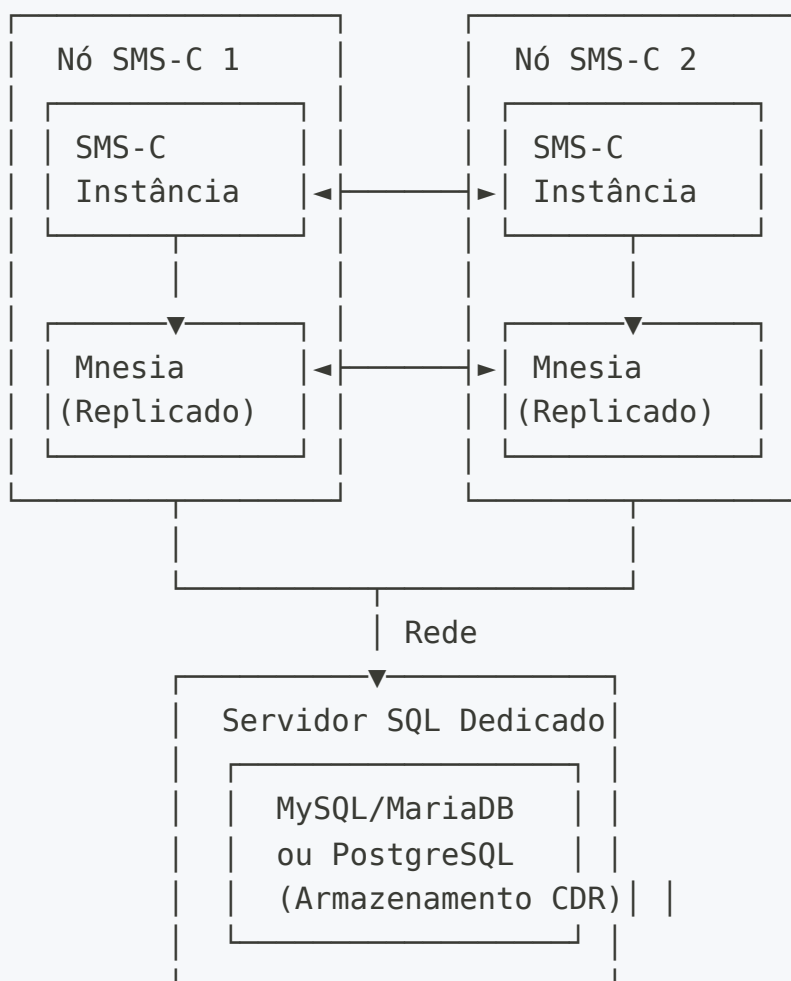 Nó SMS-C 1
Nó SMS-C 2
SMS-C
Instância
SMS-C
Instância
Mnesia
(Replicado)
Mnesia
(Replicado)
Rede
Servidor SQL Dedicado
MySQL/MariaDB
ou PostgreSQL
(Armazenamento CDR)